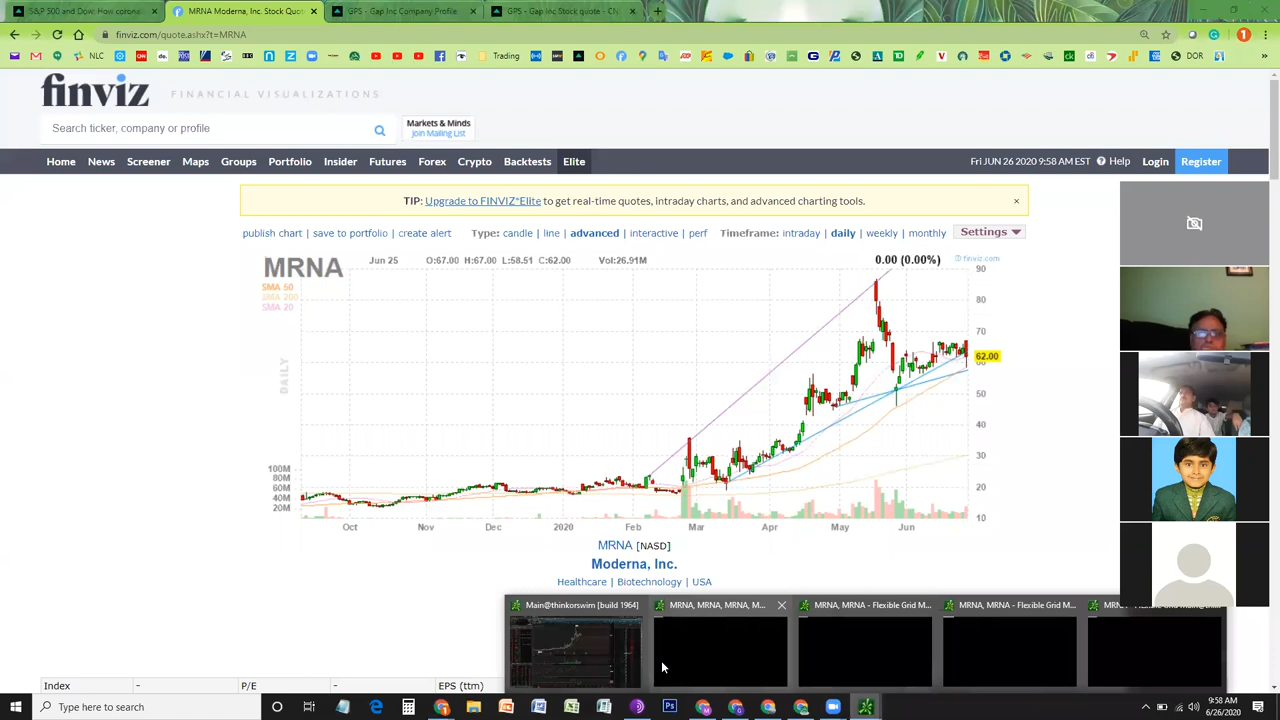 S&P 500 and Dow: How corona
MRNA Moderna, Inc. Stock Quote
GPS - Gap Inc Company Profile
GPS - Gap Inc Stock quote - CN
finviz.com/quote.ashx?t=MRNA
NLC
Trading
DOR
finviz
FINANCIAL VISUALIZATIONS
Search ticker, company or profile
Markets & Minds
Join Mailing List
Home News Screener Maps Groups Portfolio Insider Futures Forex Crypto Backtests Elite
Fri JUN 26 2020 9:58 AM EST Help Login Register
TIP: Upgrade to FINVIZ*Elite to get real-time quotes, intraday charts, and advanced charting tools. ×
publish chart | save to portfolio | create alert Type: candle | line | advanced | interactive | perf Timeframe: intraday | daily | weekly | monthly Settings
MRNA Jun 25 O:67.00 H:67.00 L:58.51 C:62.00 Vol:26.91M 0.00 (0.00%) © finviz.com
SMA 50
SMA 200
SMA 20
90
80
70
62.00
60
50
40
30
20
10
DAILY
100M
80M
60M
40M
20M
Oct Nov Dec 2020 Feb Mar Apr May Jun
MRNA [NASD]
Moderna, Inc.
Healthcare | Biotechnology | USA
Main@thinkorswim [build 1964]
MRNA, MRNA, MRNA, M...
MRNA, MRNA - Flexible Grid M...
MRNA, MRNA - Flexible Grid M...
Index - P/E - EPS (ttm)
Type here to search
9:58 AM
6/26/2020